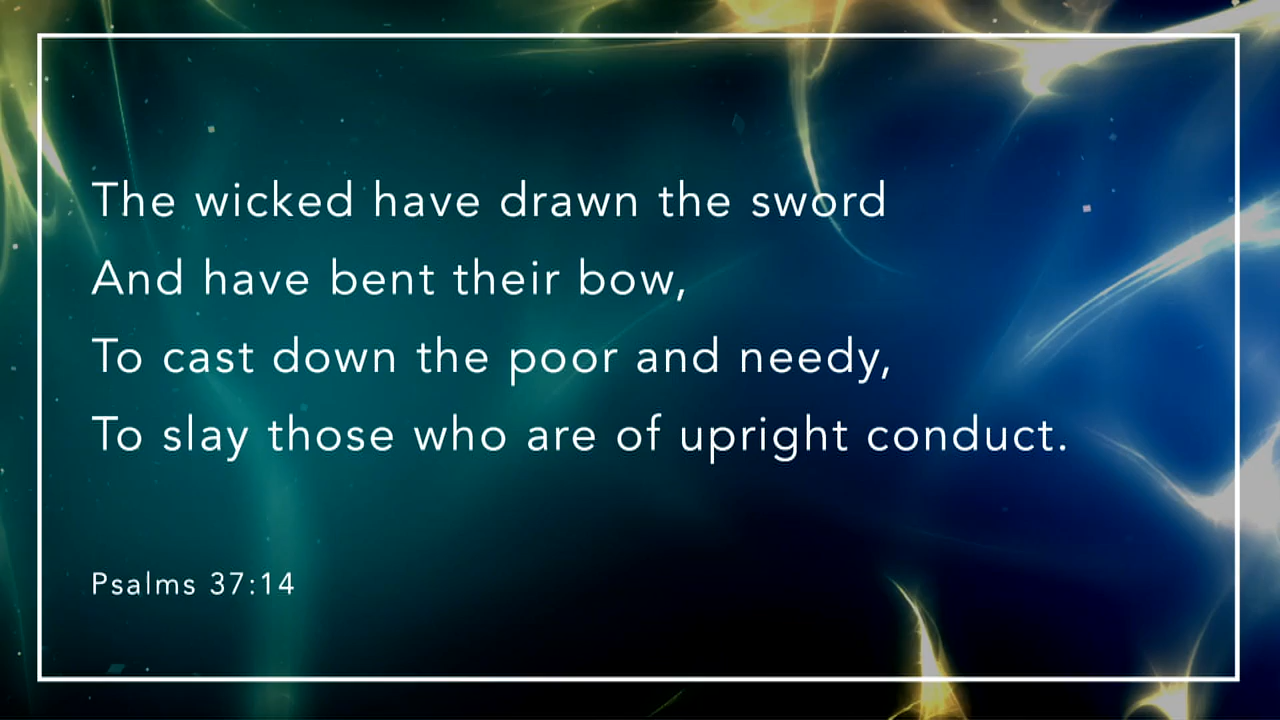 The wicked have drawn the sword
And have bent their bow,
To cast down the poor and needy,
To slay those who are of upright conduct.
Psalms 37:14